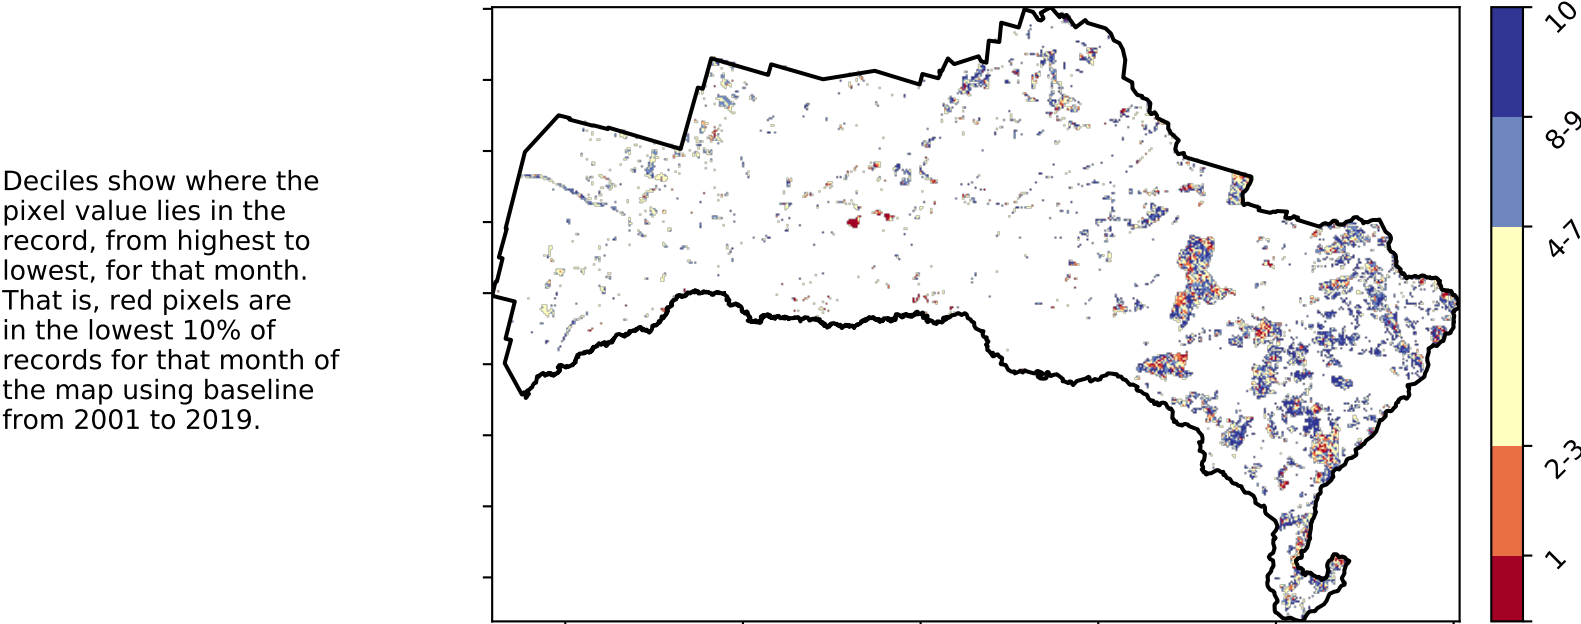 Deciles show where the
pixel value lies in the
record, from highest to
lowest, for that month.
That is, red pixels are
in the lowest 10% of
records for that month of
the map using baseline
from 2001 to 2019.
10
8-9
4-7
2-3
1